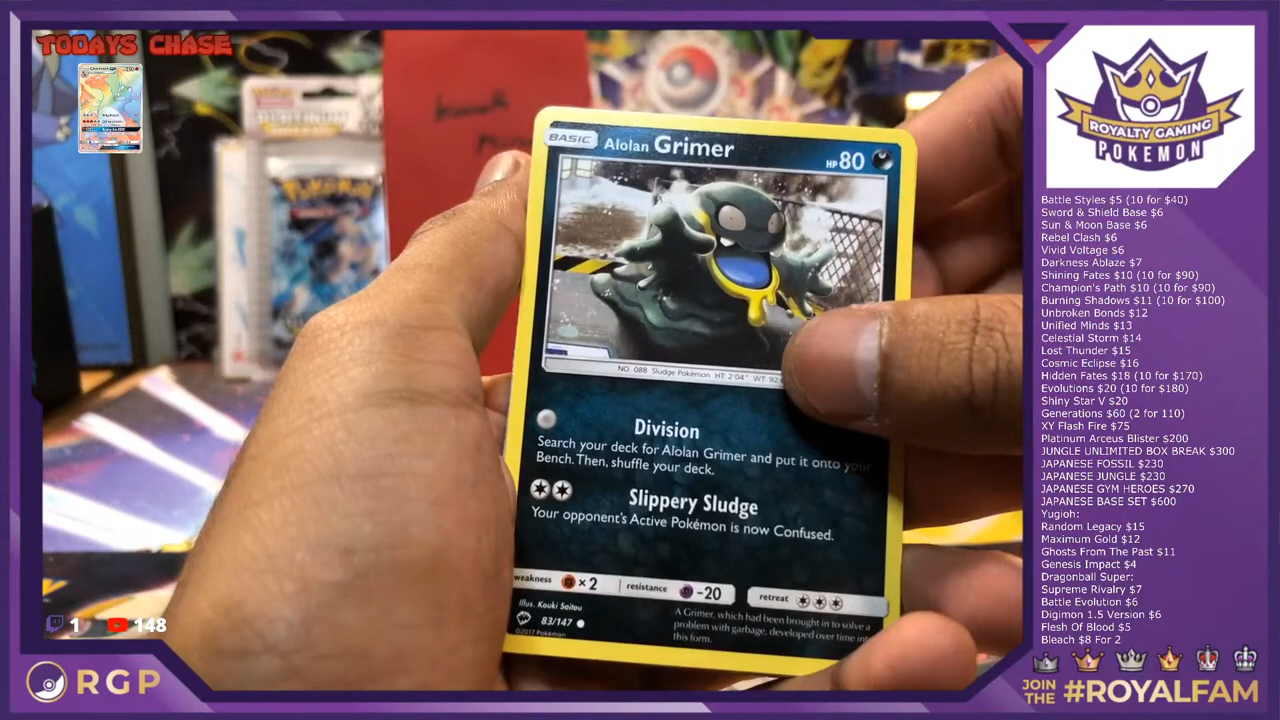 TODAYS CHASE
BASIC
Alolan Grimer
HP 80
NO. 088 Sludge Pokémon HT: 2'04" WT:
Division
Search your deck for Alolan Grimer and put it onto your
Bench. Then, shuffle your deck.
Slippery Sludge
Your opponent's Active Pokémon is now Confused.
weakness ×2 resistance -20 retreat
Illus. Kouki Saitou
83/147
©2017 Pokémon
A Grimer, which had been brought in to solve a
problem with garbage, developed over time into
this form.
1 148
RGP
ROYALTY GAMING
POKEMON
Battle Styles $5 (10 for $40)
Sword & Shield Base $6
Sun & Moon Base $6
Rebel Clash $6
Vivid Voltage $6
Darkness Ablaze $7
Shining Fates $10 (10 for $90)
Champion's Path $10 (10 for $90)
Burning Shadows $11 (10 for $100)
Unbroken Bonds $12
Unified Minds $13
Celestial Storm $14
Lost Thunder $15
Cosmic Eclipse $16
Hidden Fates $18 (10 for $170)
Evolutions $20 (10 for $180)
Shiny Star V $20
Generations $60 (2 for 110)
XY Flash Fire $75
Platinum Arceus Blister $200
JUNGLE UNLIMITED BOX BREAK $300
JAPANESE FOSSIL $230
JAPANESE JUNGLE $230
JAPANESE GYM HEROES $270
JAPANESE BASE SET $600
Yugioh:
Random Legacy $15
Maximum Gold $12
Ghosts From The Past $11
Genesis Impact $4
Dragonball Super:
Supreme Rivalry $7
Battle Evolution $6
Digimon 1.5 Version $6
Flesh Of Blood $5
Bleach $8 For 2
JOIN
THE #ROYALFAM